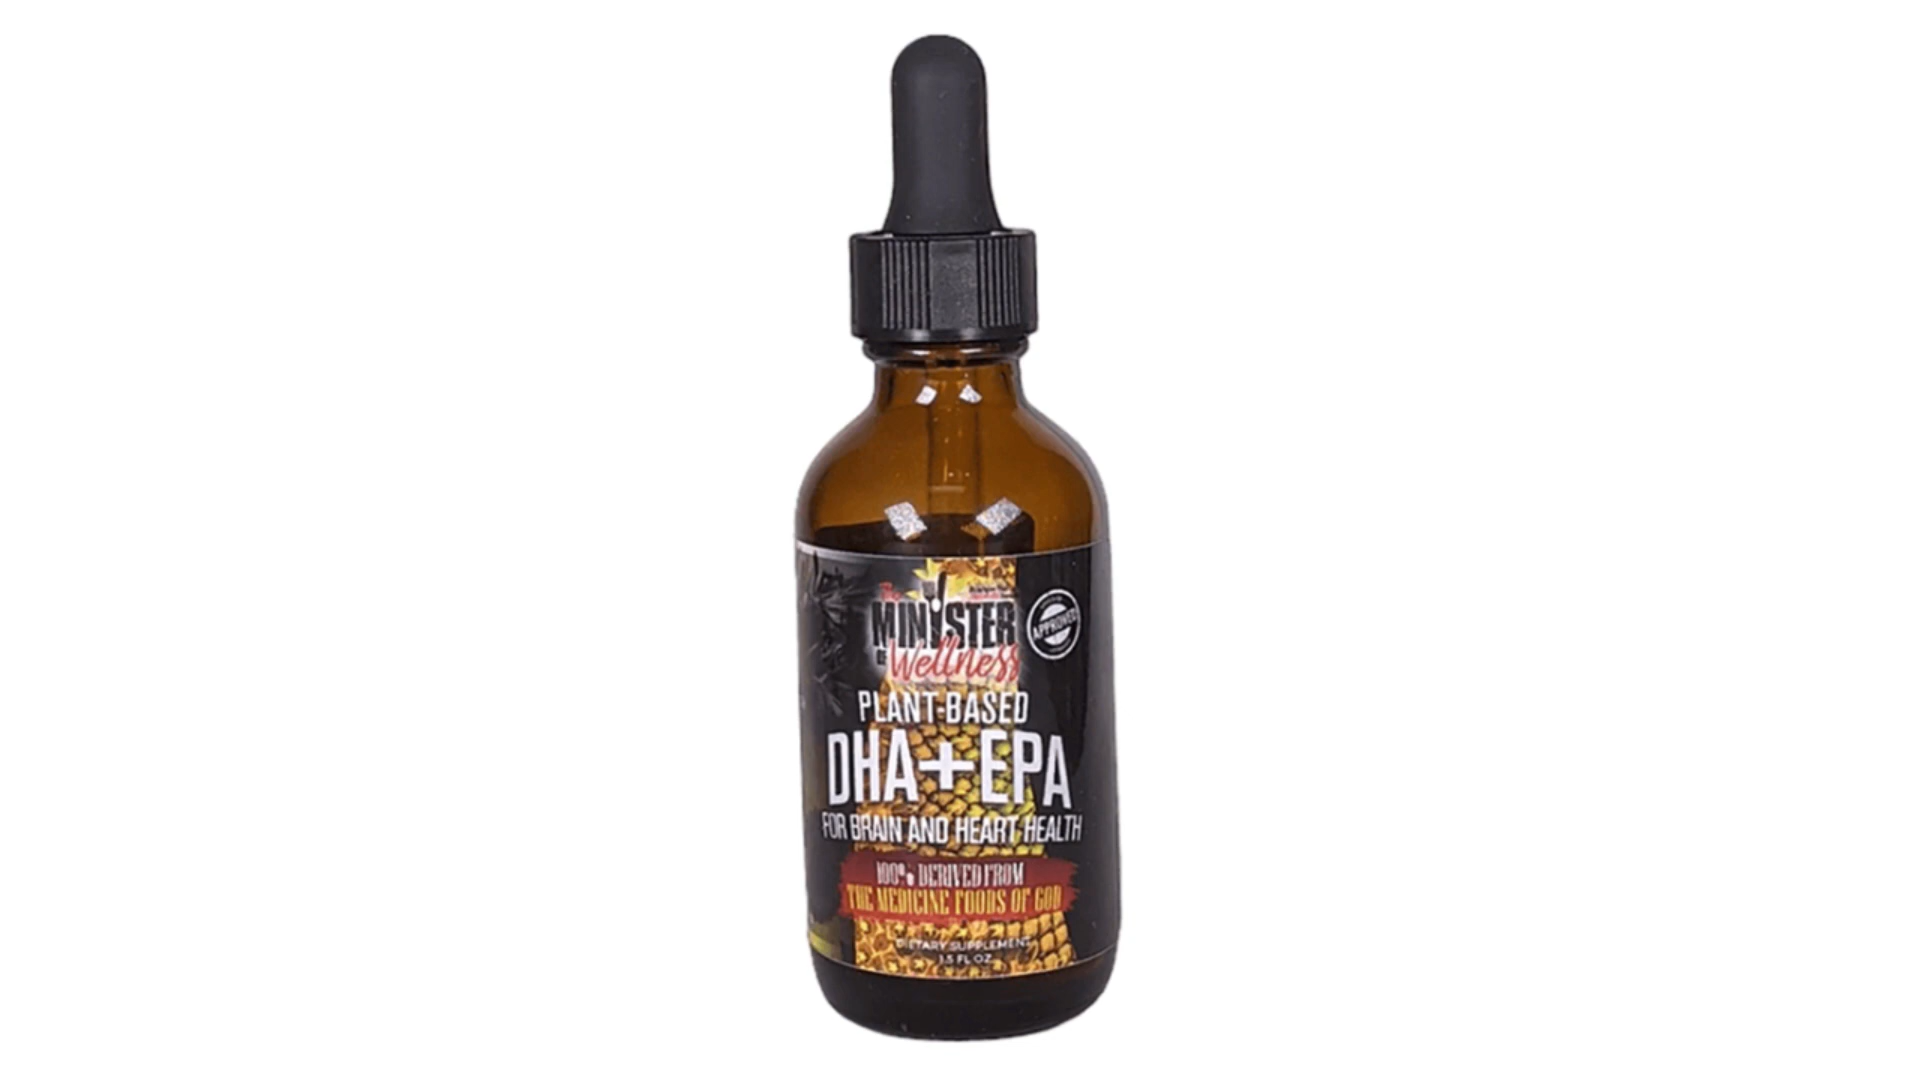 The
MINISTER
OF Wellness
APPROVED
PLANT-BASED
DHA+EPA
FOR BRAIN AND HEART HEALTH
100% DERIVED FROM
THE MEDICINE FOODS OF GOD
DIETARY SUPPLEMENT
1.5 FL OZ